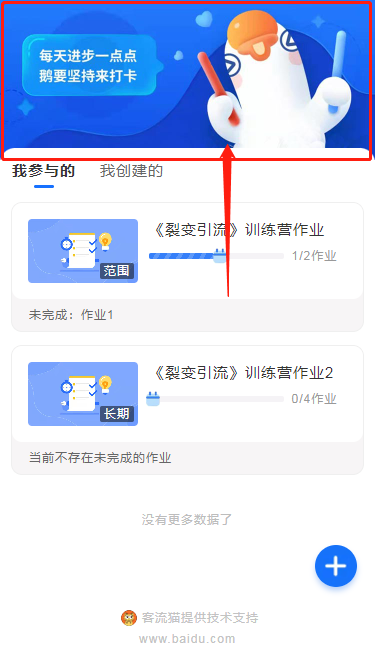 每天进步一点点
鹅要坚持来打卡
我参与的 我创建的
《裂变引流》训练营作业
范围
1/2作业
未完成：作业1
《裂变引流》训练营作业2
长期
0/4作业
当前不存在未完成的作业
没有更多数据了
客流猫提供技术支持
www.baidu.com